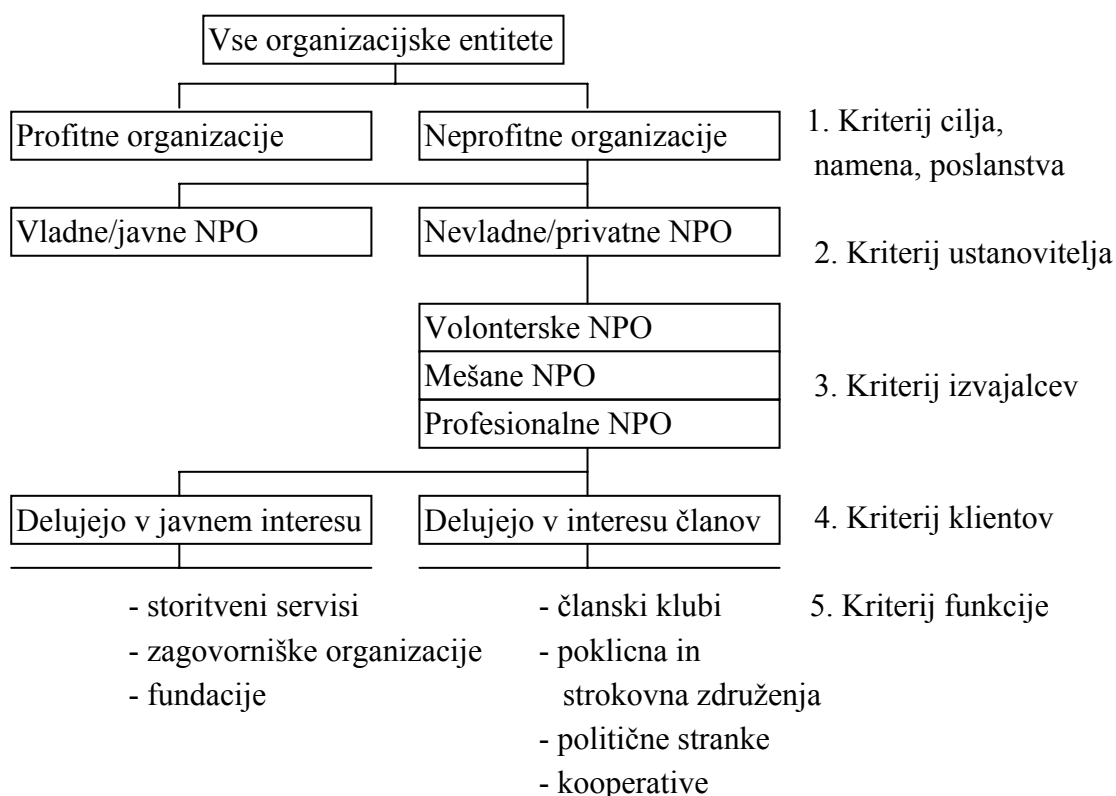 Vse organizacijske entitete
Profitne organizacije
Neprofitne organizacije
1. Kriterij cilja,
namena, poslanstva
Vladne/javne NPO
Nevladne/privatne NPO
2. Kriterij ustanovitelja
Volonterske NPO
Mešane NPO
Profesionalne NPO
3. Kriterij izvajalcev
Delujejo v javnem interesu
Delujejo v interesu članov
4. Kriterij klientov
- storitveni servisi
- zagovorniške organizacije
- fundacije
- članski klubi
- poklicna in
strokovna združenja
- politične stranke
- kooperative
5. Kriterij funkcije